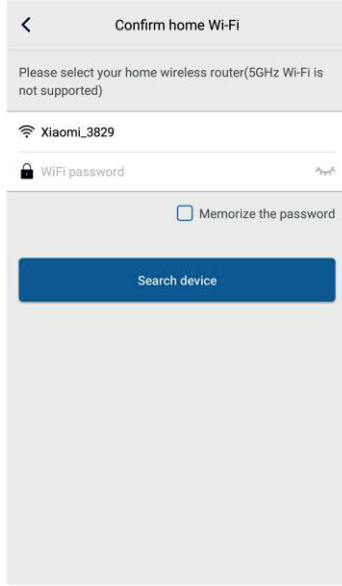 Confirm home Wi-Fi
Please select your home wireless router(5GHz Wi-Fi is
not supported)
Xiaomi_3829
WiFi password
Memorize the password
Search device